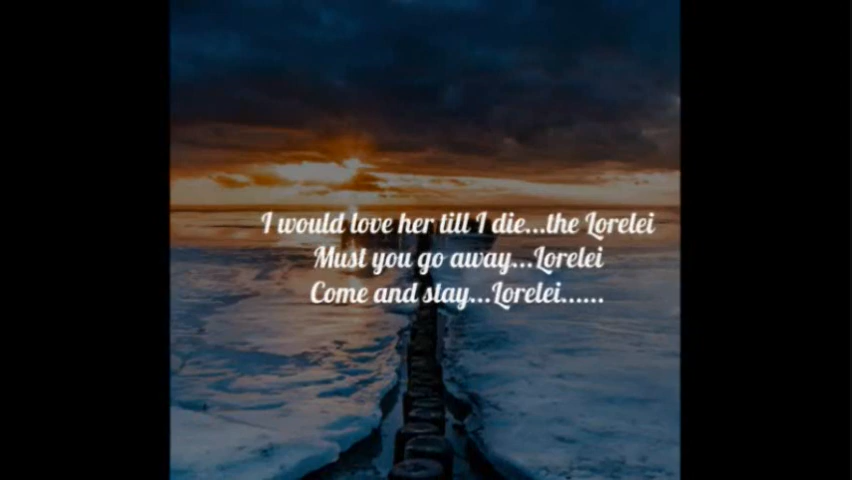 I would love her till I die...the Lorelei
Must you go away...Lorelei
Come and stay...Lorelei......